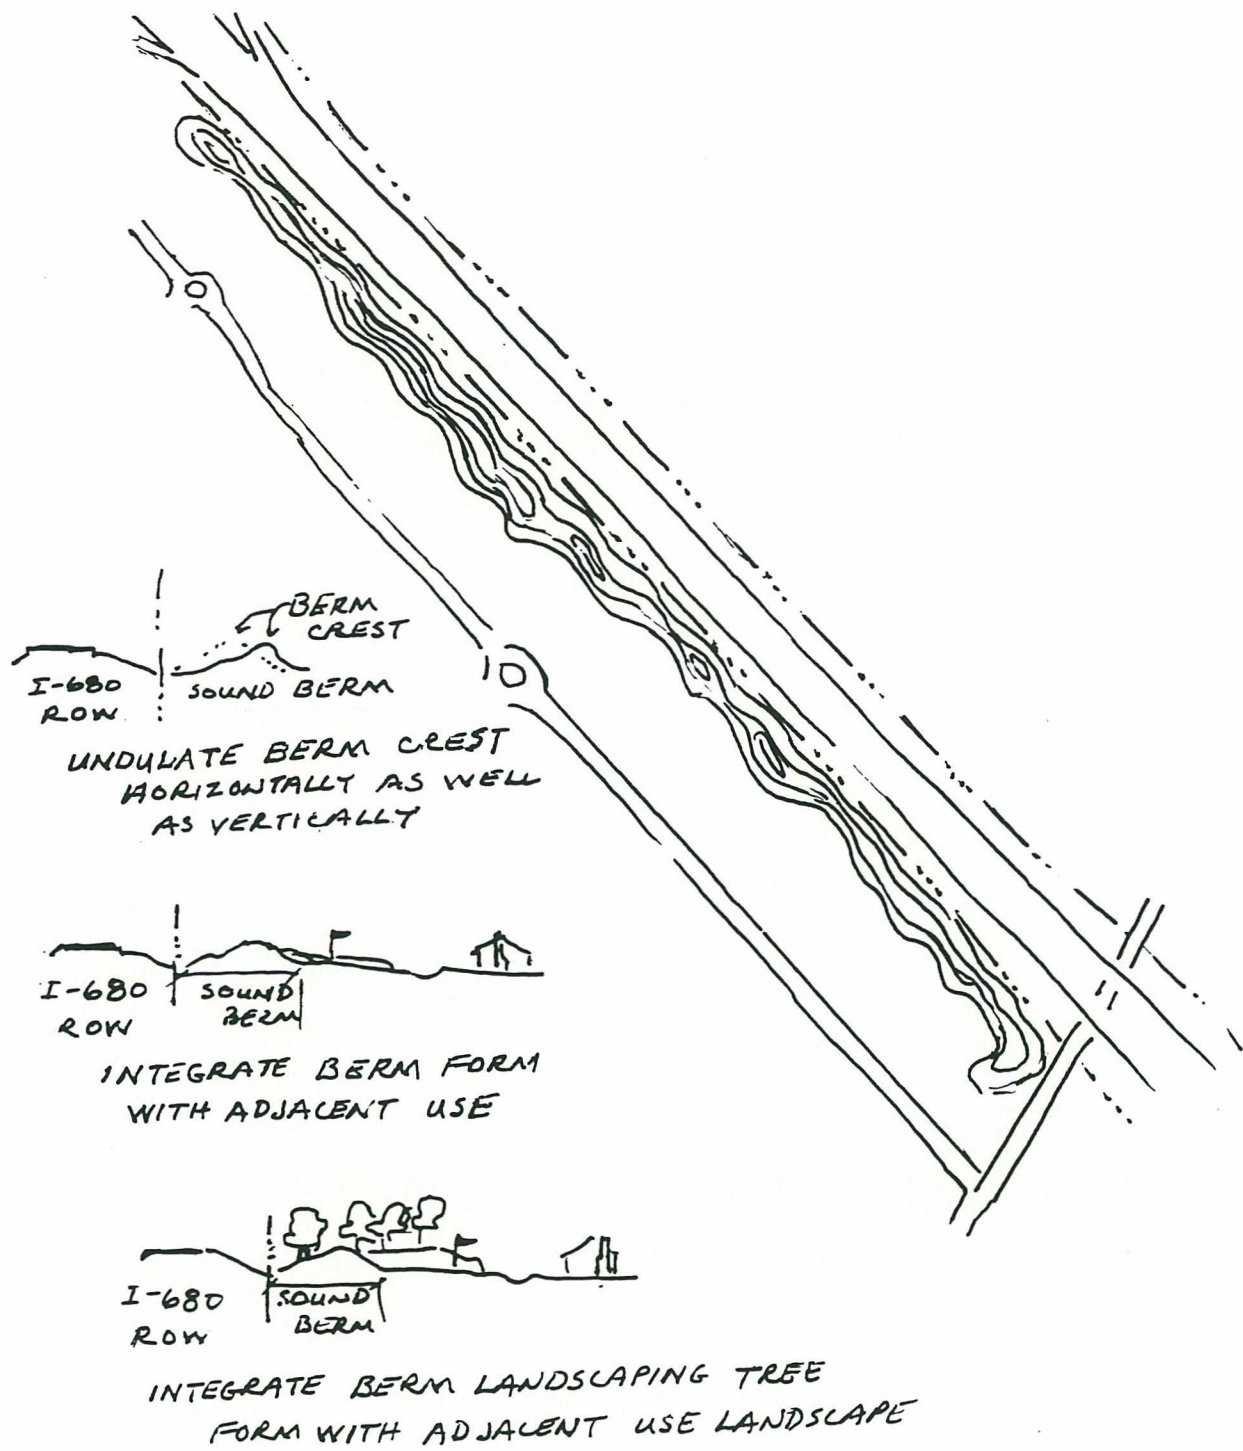 BERM
CREST
I-680
ROW
SOUND BERM
UNDULATE BERM CREST
HORIZONTALLY AS WELL
AS VERTICALLY
I-680
ROW
SOUND
BERM
INTEGRATE BERM FORM
WITH ADJACENT USE
I-680
ROW
SOUND
BERM
INTEGRATE BERM LANDSCAPING TREE
FORM WITH ADJACENT USE LANDSCAPE